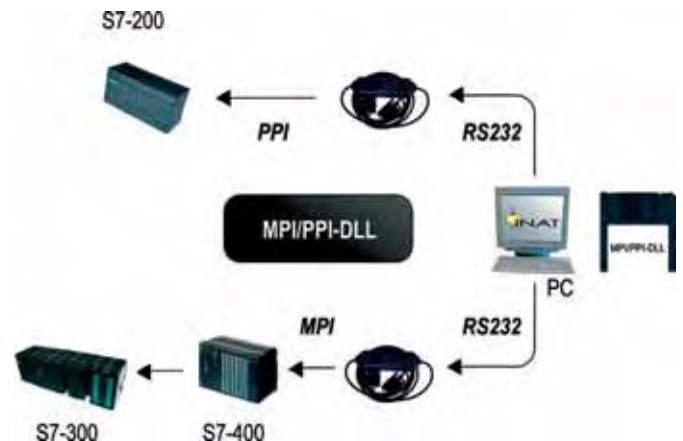 S7-200
PPI
RS232
MPI/PPI-DLL
INAT
MPI/PPI-DLL
PC
MPI
RS232
S7-300
S7-400